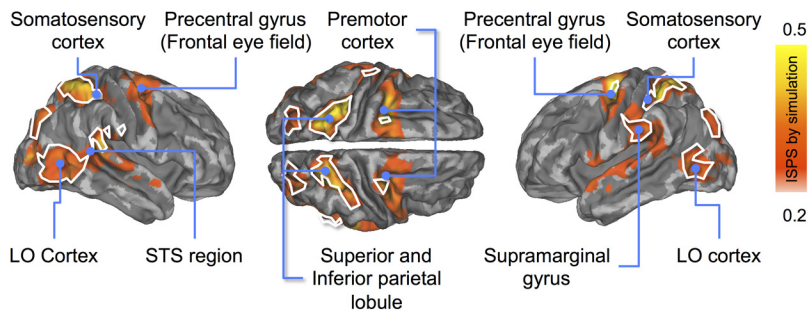 Somatosensory
cortex
Precentral gyrus
(Frontal eye field)
Premotor
cortex
Precentral gyrus
(Frontal eye field)
Somatosensory
cortex
0.5
ISPS by simulation
0.2
LO Cortex
STS region
Superior and
Inferior parietal
lobule
Supramarginal
gyrus
LO cortex